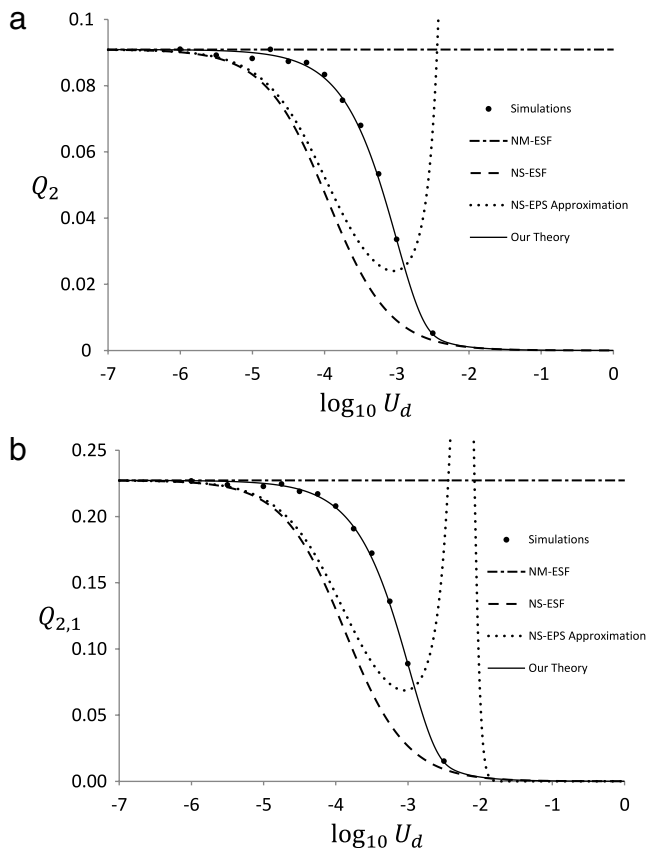 a
0.1
0.08
0.06
0.04
0.02
0
Q2
Simulations
NM-ESF
NS-ESF
NS-EPS Approximation
Our Theory
-7 -6 -5 -4 -3 -2 -1 0
log10 Ud
b
0.25
0.20
0.15
0.10
0.05
0.00
Q2,1
Simulations
NM-ESF
NS-ESF
NS-EPS Approximation
Our Theory
-7 -6 -5 -4 -3 -2 -1 0
log10 Ud